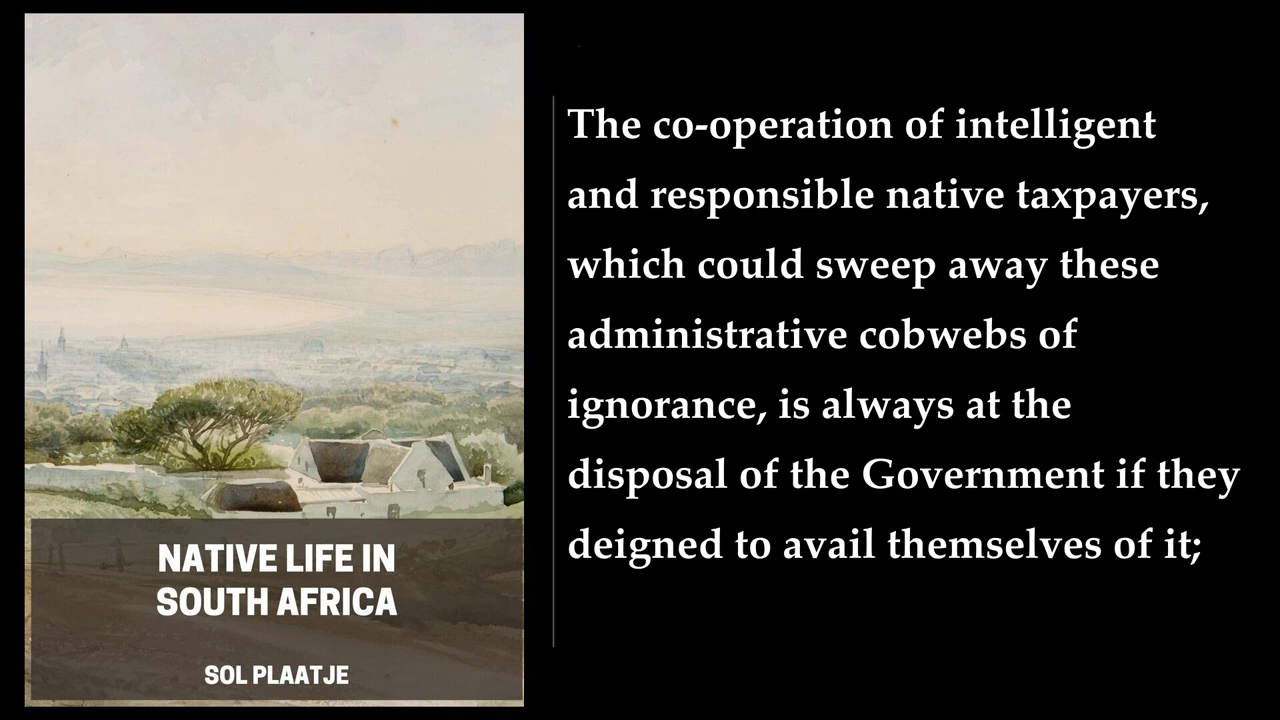 NATIVE LIFE IN
SOUTH AFRICA
SOL PLAATJE
The co-operation of intelligent
and responsible native taxpayers,
which could sweep away these
administrative cobwebs of
ignorance, is always at the
disposal of the Government if they
deigned to avail themselves of it;